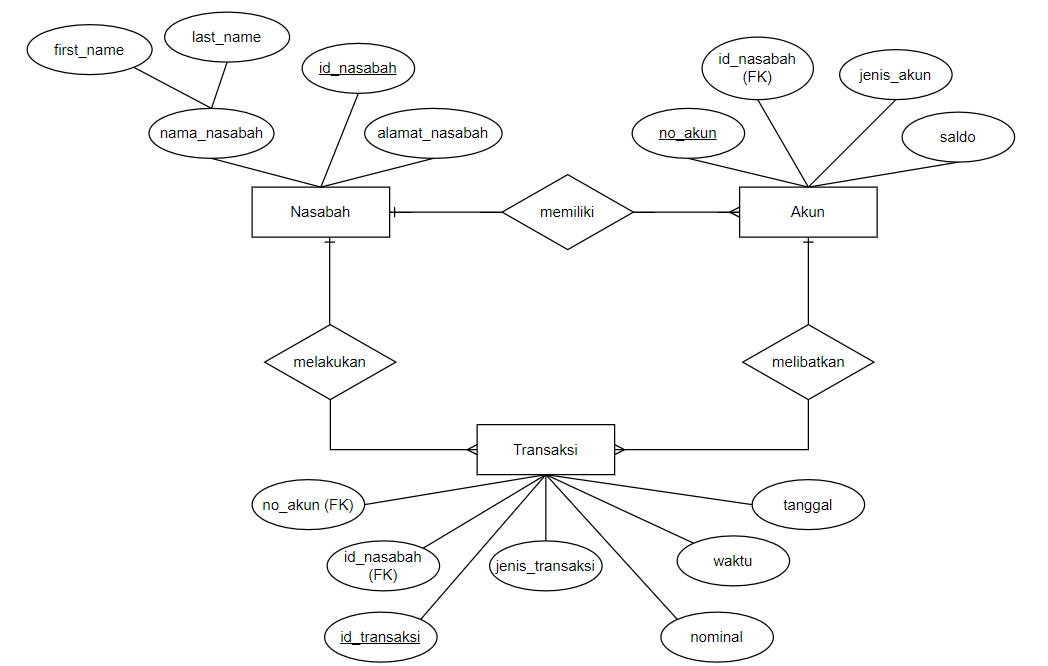 last_name
first_name
id_nasabah
id_nasabah
(FK)
jenis_akun
nama_nasabah
alamat_nasabah
no_akun
saldo
Nasabah
memiliki
Akun
melakukan
melibatkan
Transaksi
no_akun (FK)
tanggal
id_nasabah
(FK)
jenis_transaksi
waktu
id_transaksi
nominal